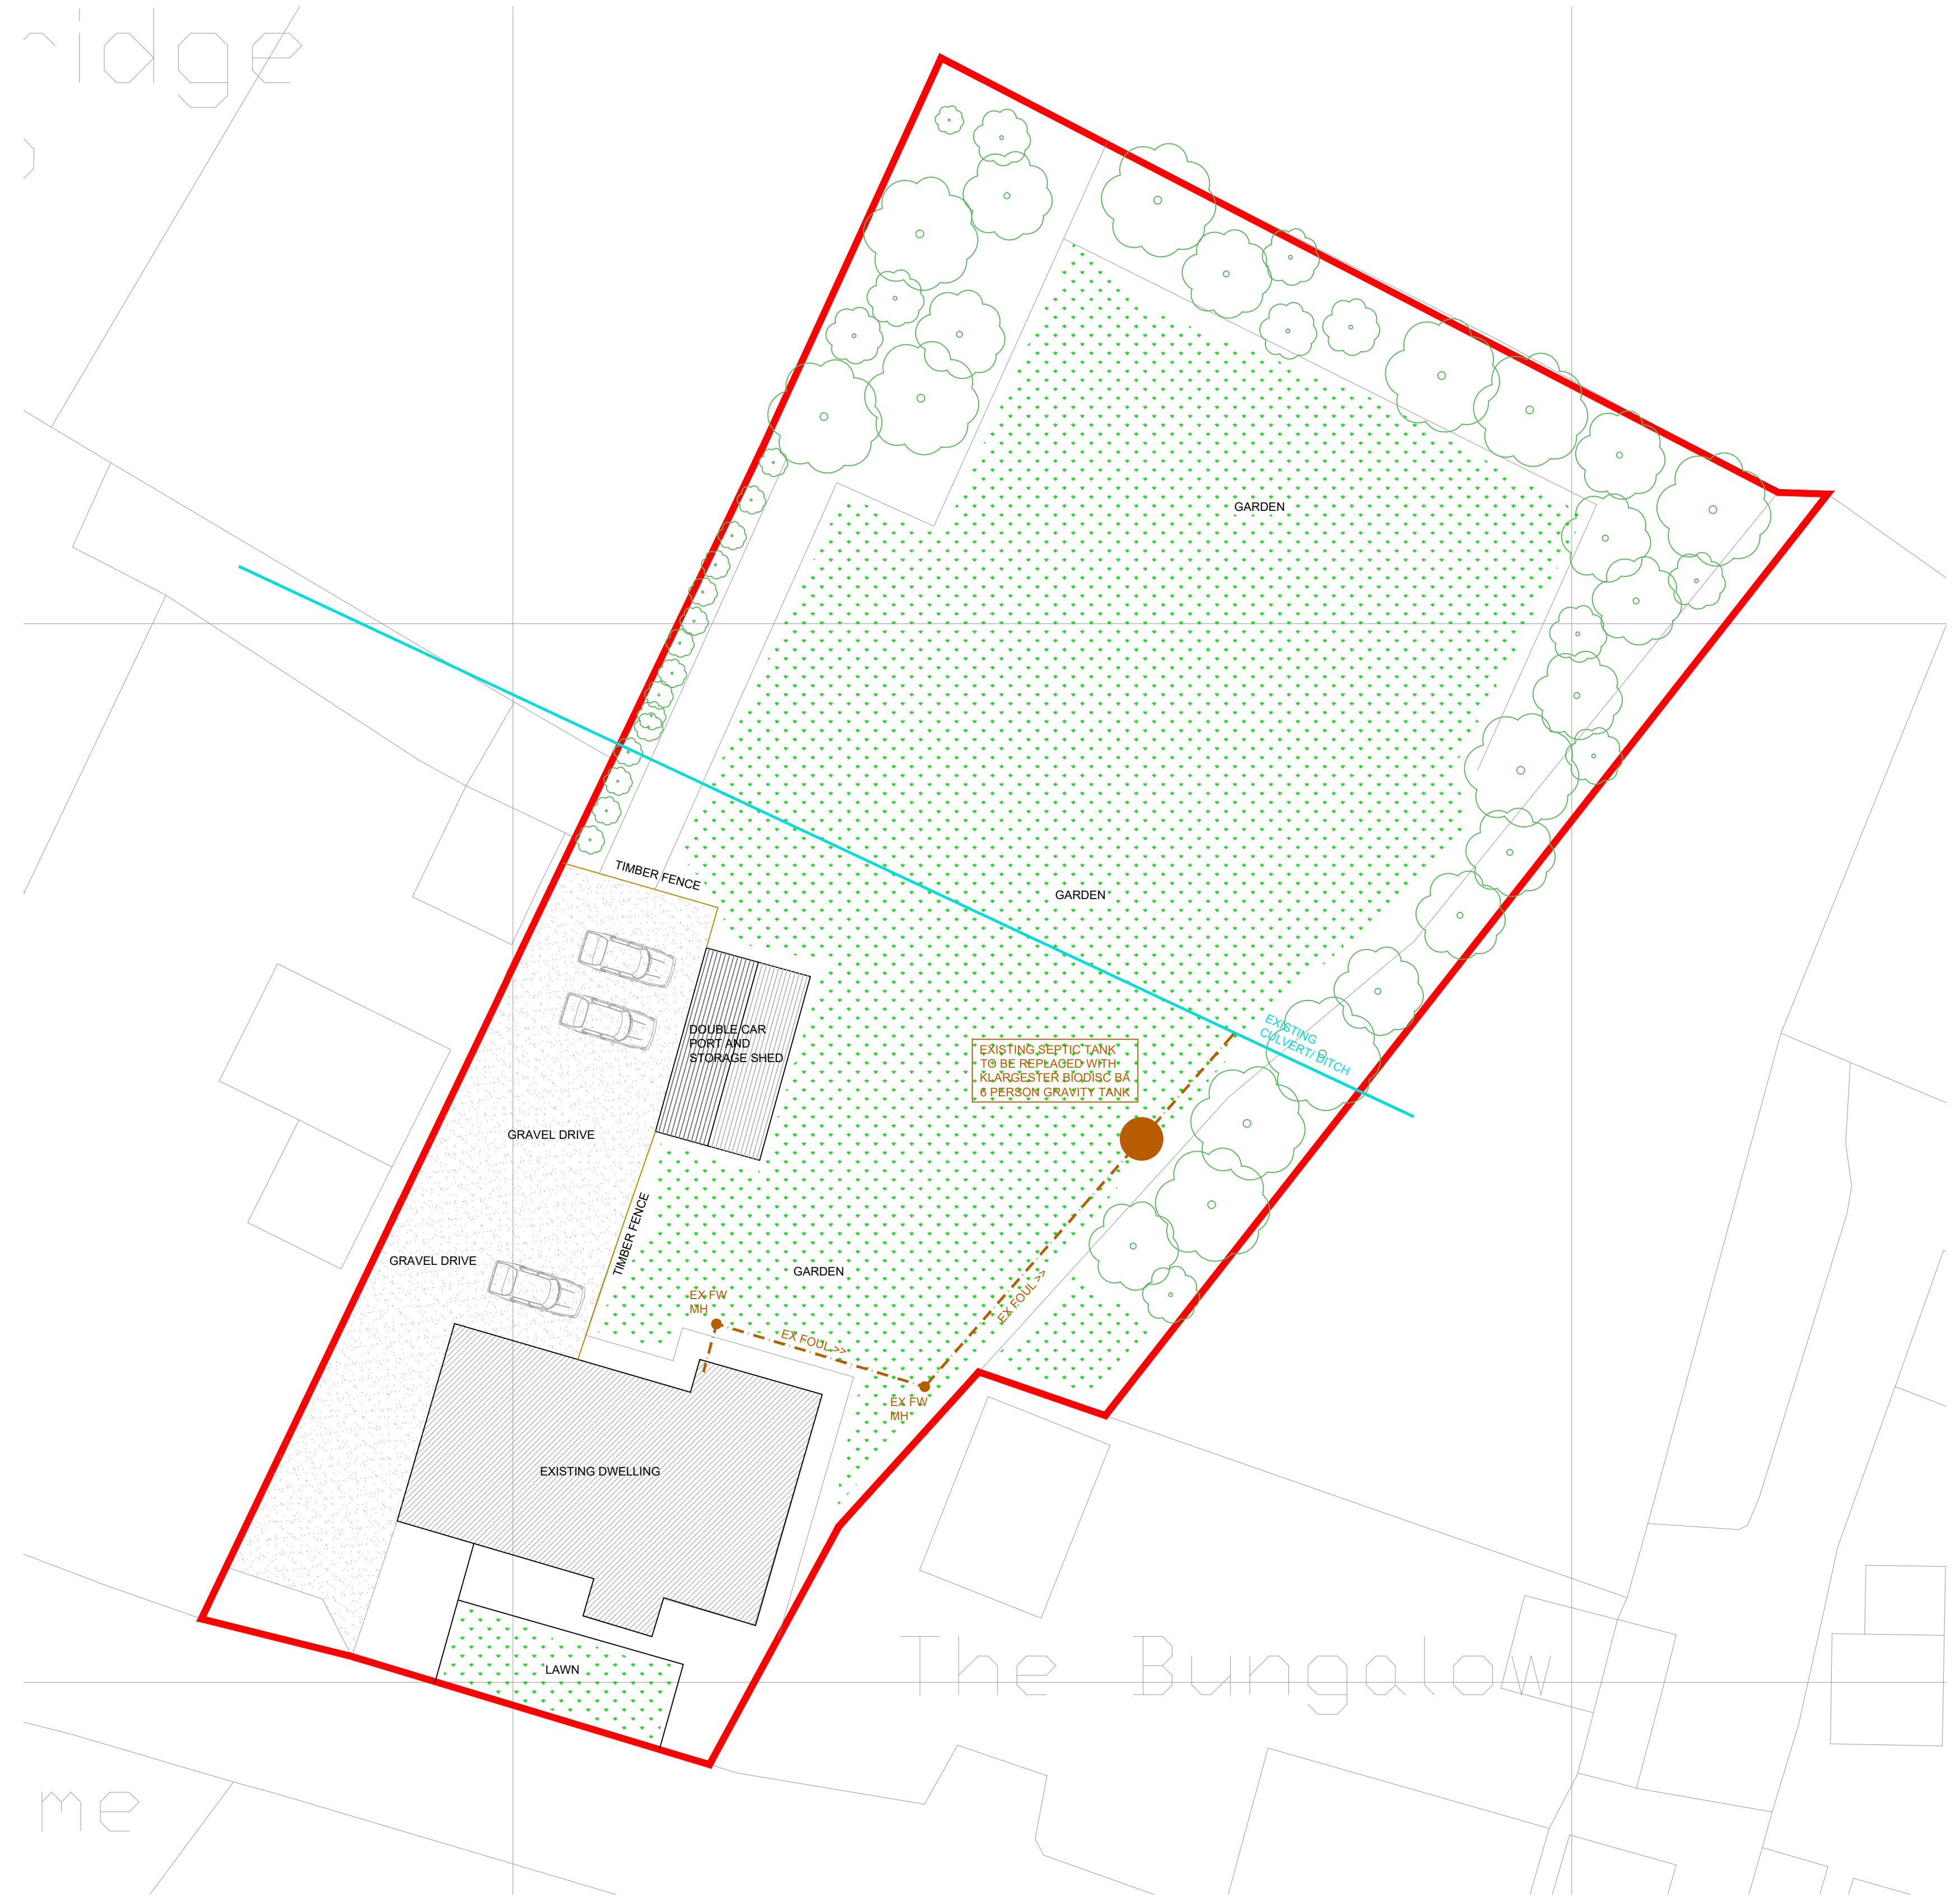 ridge
GARDEN
TIMBER FENCE
GARDEN
DOUBLE CAR
PORT AND
STORAGE SHED
EXISTING
CULVERT/ DITCH
EXISTING SEPTIC TANK
TO BE REPLACED WITH
KLARGESTER BIODISC BA
6 PERSON GRAVITY TANK
GRAVEL DRIVE
TIMBER FENCE
GRAVEL DRIVE
GARDEN
EX FW
MH
EX FOUL >>
EX FOUL >>
EX FW
MH
EXISTING DWELLING
LAWN
The Bungalow
me